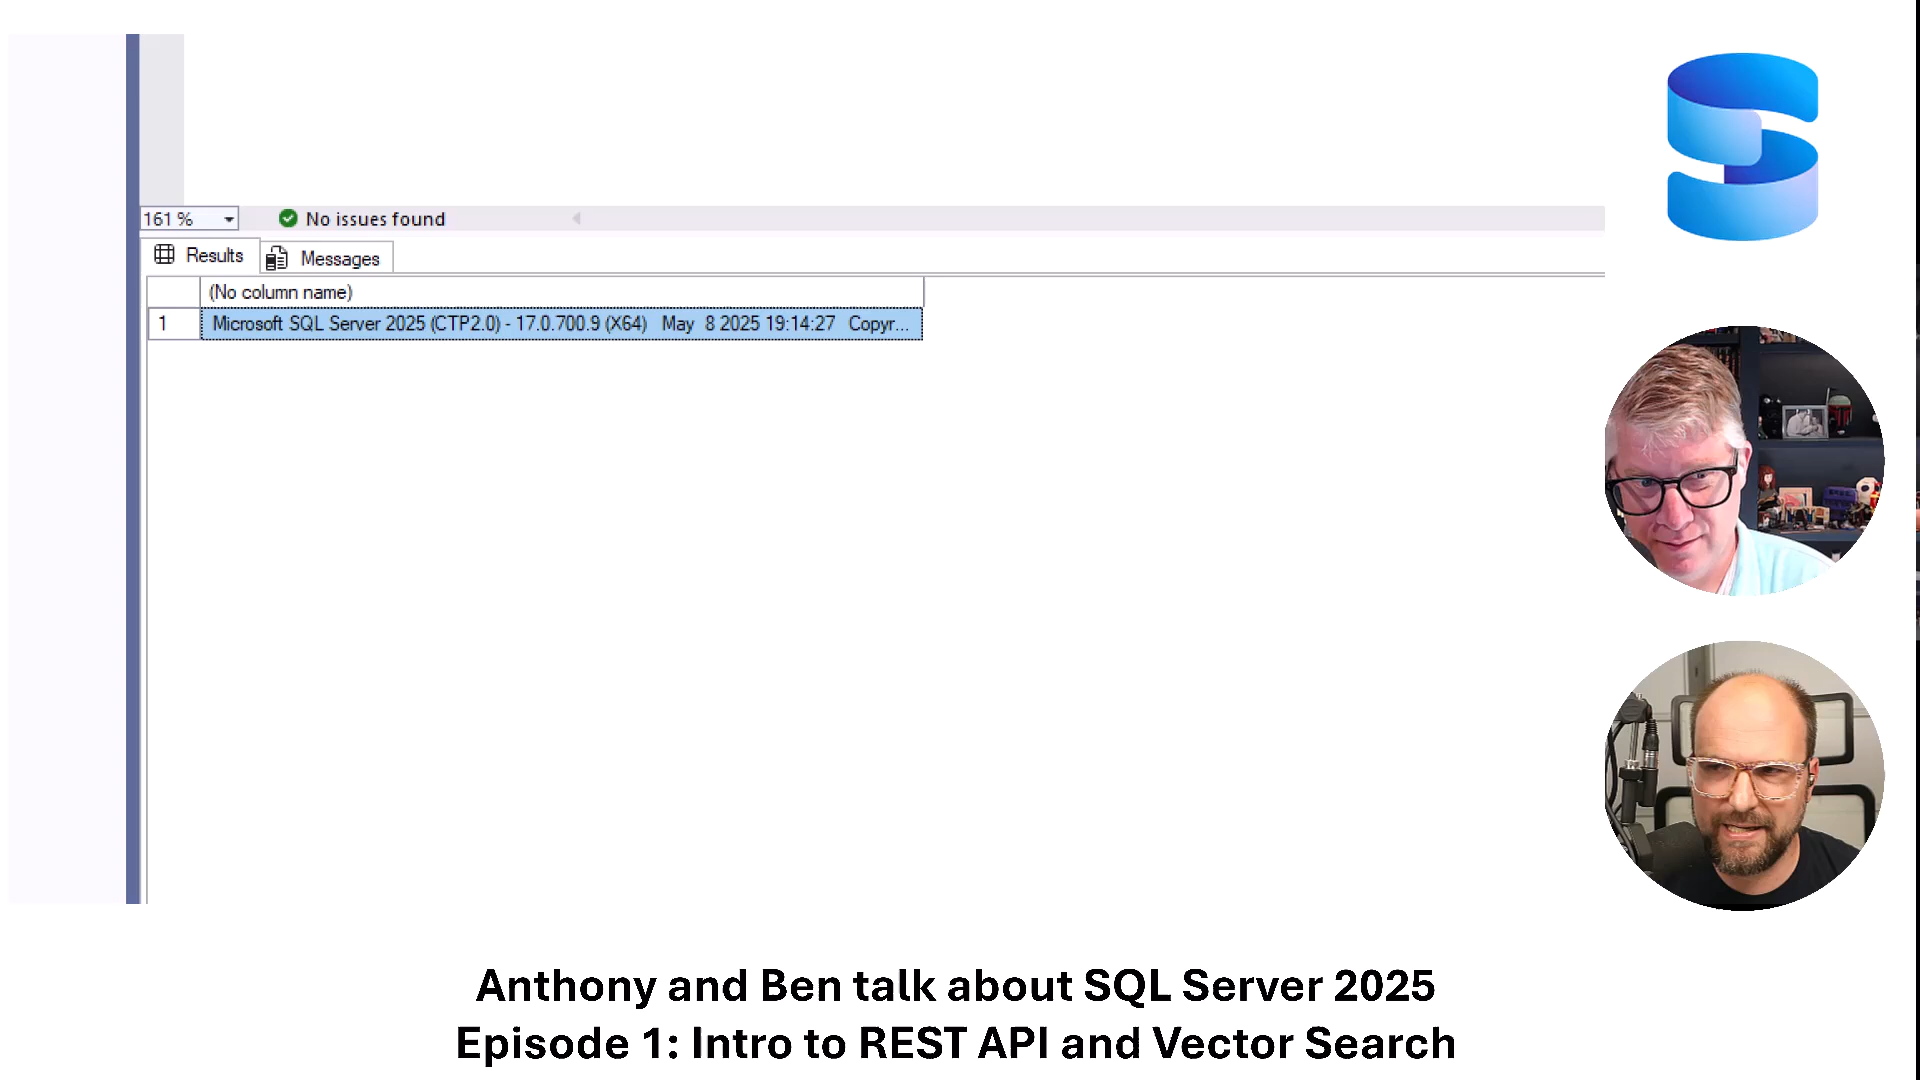 161 %
No issues found
Results
Messages
(No column name)
1
Microsoft SQL Server 2025 (CTP2.0) - 17.0.700.9 (X64)   May  8 2025 19:14:27   Copyr...
Anthony and Ben talk about SQL Server 2025
Episode 1: Intro to REST API and Vector Search